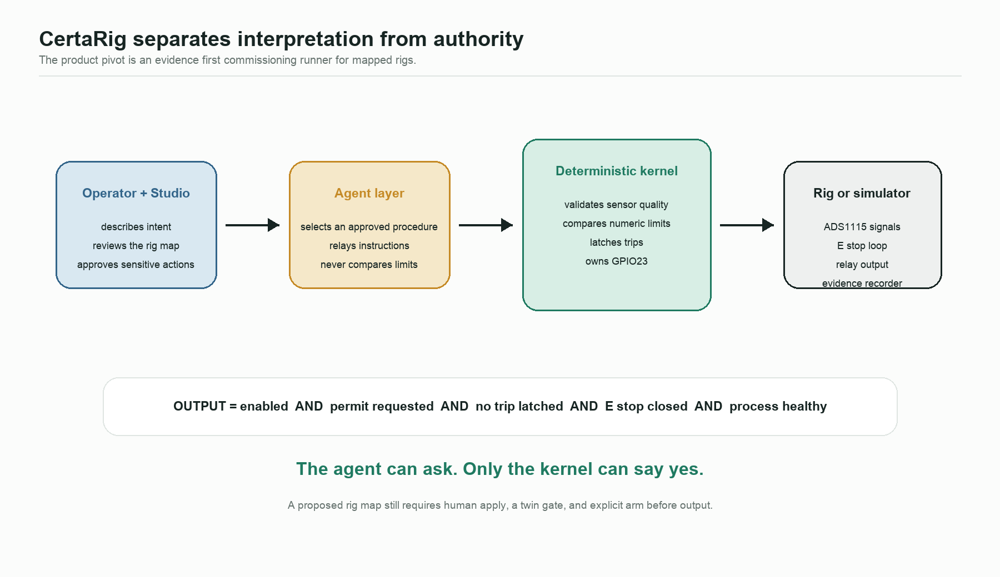 CertaRig separates interpretation from authority
The product pivot is an evidence first commissioning runner for mapped rigs.
Operator + Studio
describes intent
reviews the rig map
approves sensitive actions
Agent layer
selects an approved procedure
relays instructions
never compares limits
Deterministic kernel
validates sensor quality
compares numeric limits
latches trips
owns GPIO23
Rig or simulator
ADS1115 signals
E stop loop
relay output
evidence recorder
OUTPUT = enabled AND permit requested AND no trip latched AND E stop closed AND process healthy
The agent can ask. Only the kernel can say yes.
A proposed rig map still requires human apply, a twin gate, and explicit arm before output.